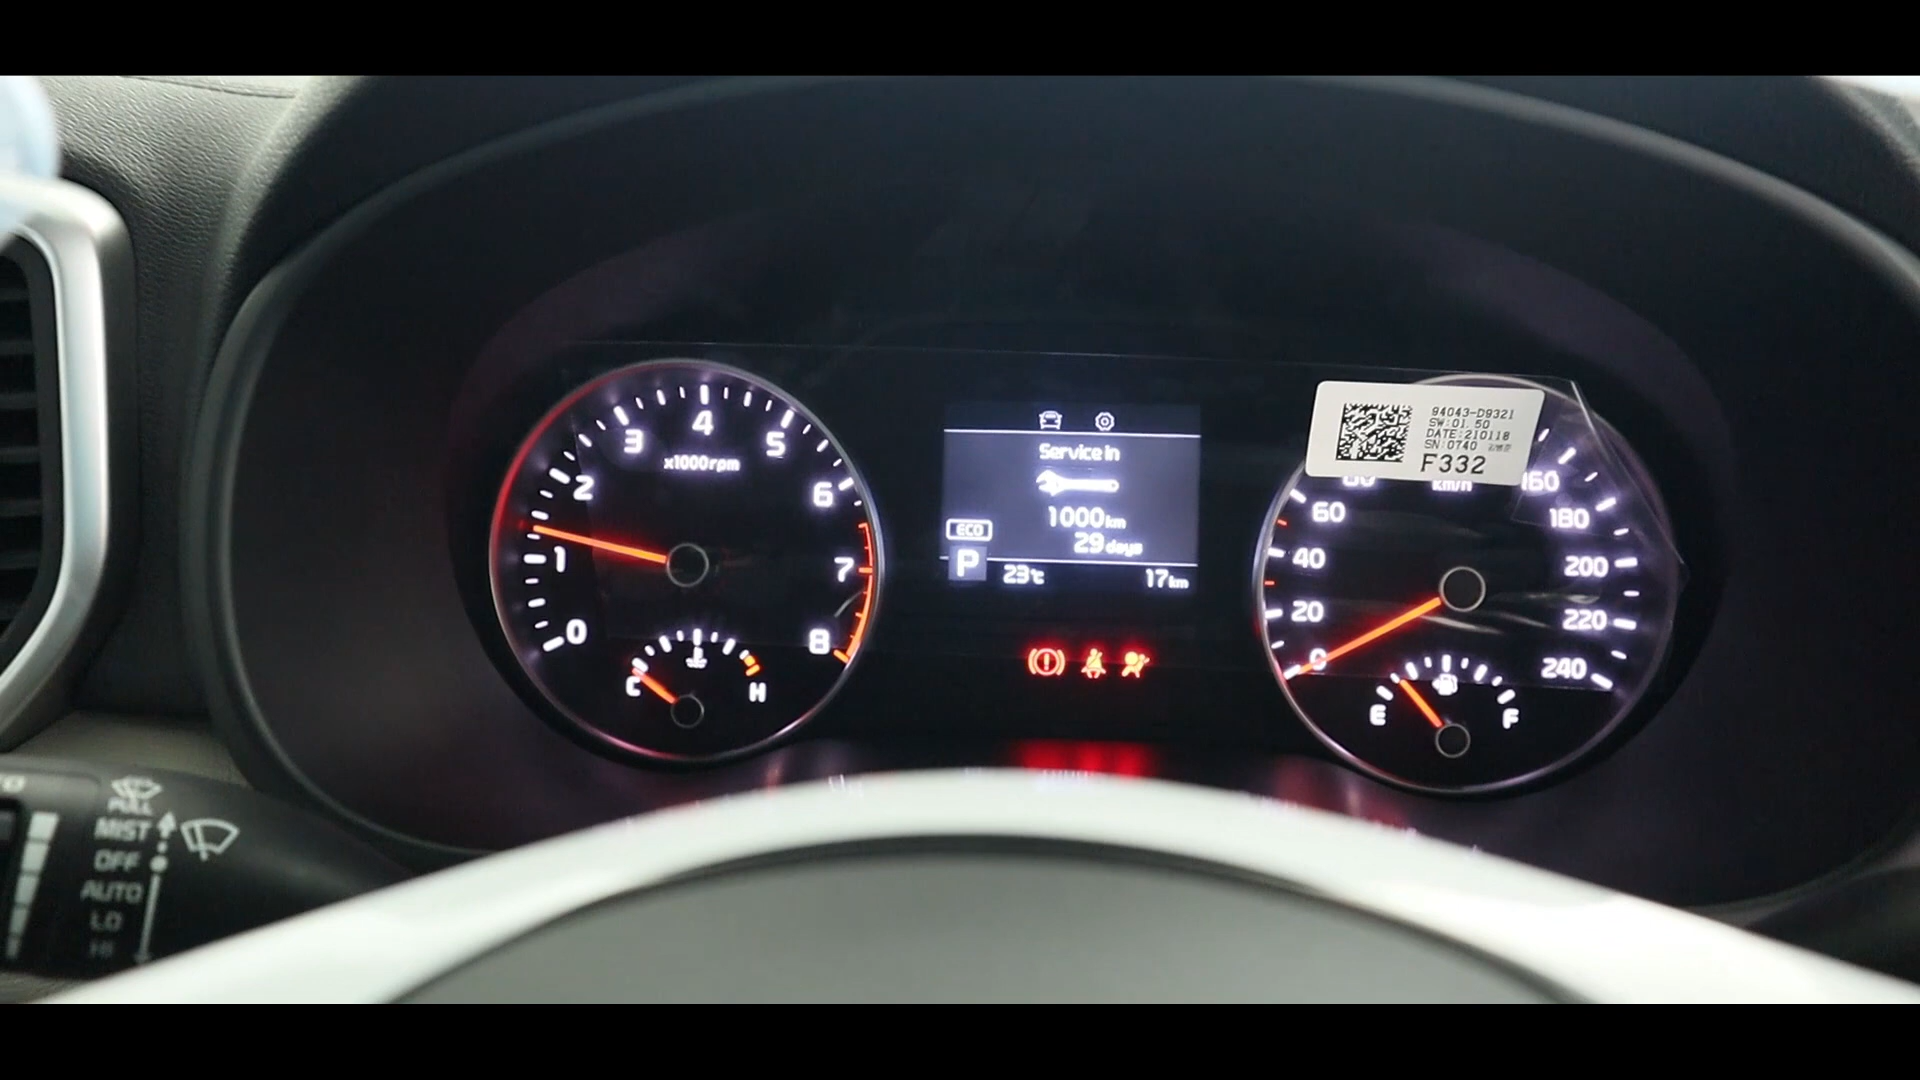 0
1
2
3
4
5
6
7
8
x1000rpm
C
H
Service in
1000km
29 days
ECO
P
23℃
17km
94043-D9321
SW:01.50
DATE:210118
SN:0740
F332
0
20
40
60
km/h
160
180
200
220
240
E
F
PULL
MIST
OFF
AUTO
LO
HI